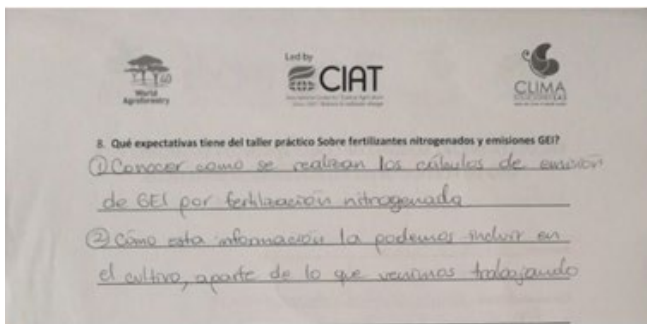 World
Agroforestry
Led by
CIAT
CLIMA
8. Qué expectativas tiene del taller práctico Sobre fertilizantes nitrogenados y emisiones GEI?
① Conocer como se realizan los cálculos de emisión
de GEI por fertilización nitrogenada
② Cómo esta información la podemos incluir en
el cultivo, aparte de lo que venimos trabajando